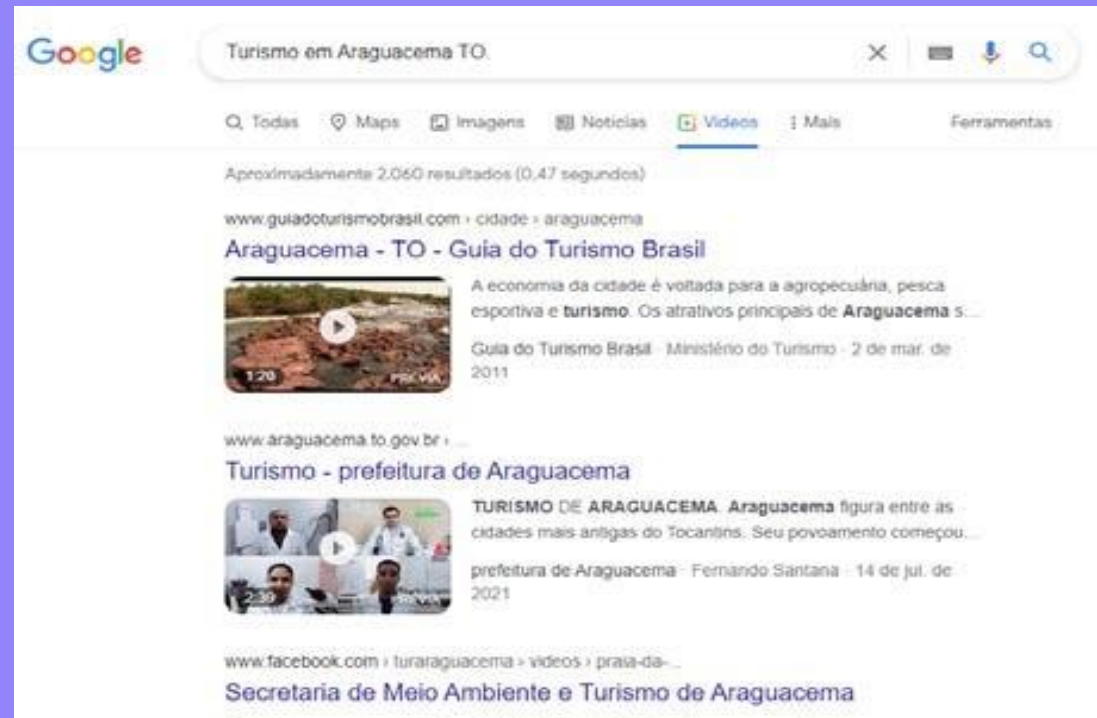 Google
Turismo em Araguacema TO.
Todas Maps Imagens Notícias Vídeos Mais Ferramentas
Aproximadamente 2.060 resultados (0,47 segundos)
www.guiadoturismobrasil.com › cidade › araguacema
Araguacema - TO - Guia do Turismo Brasil
A economia da cidade é voltada para a agropecuária, pesca
esportiva e turismo. Os atrativos principais de Araguacema s...
Guia do Turismo Brasil · Ministério do Turismo · 2 de mar. de
2011
1:20 PRÉVIA
www.araguacema.to.gov.br › ...
Turismo - prefeitura de Araguacema
TURISMO DE ARAGUACEMA. Araguacema figura entre as
cidades mais antigas do Tocantins. Seu povoamento começou...
prefeitura de Araguacema · Fernando Santana · 14 de jul. de
2021
2:39 PRÉVIA
www.facebook.com › turaraguacema › videos › praia-da-...
Secretaria de Meio Ambiente e Turismo de Araguacema